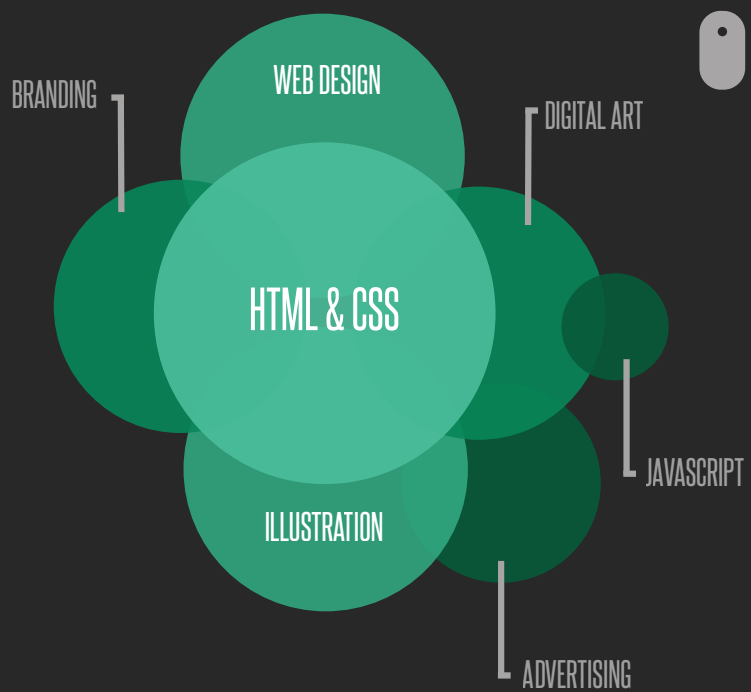 WEB DESIGN
BRANDING
DIGITAL ART
HTML & CSS
JAVASCRIPT
ILLUSTRATION
ADVERTISING